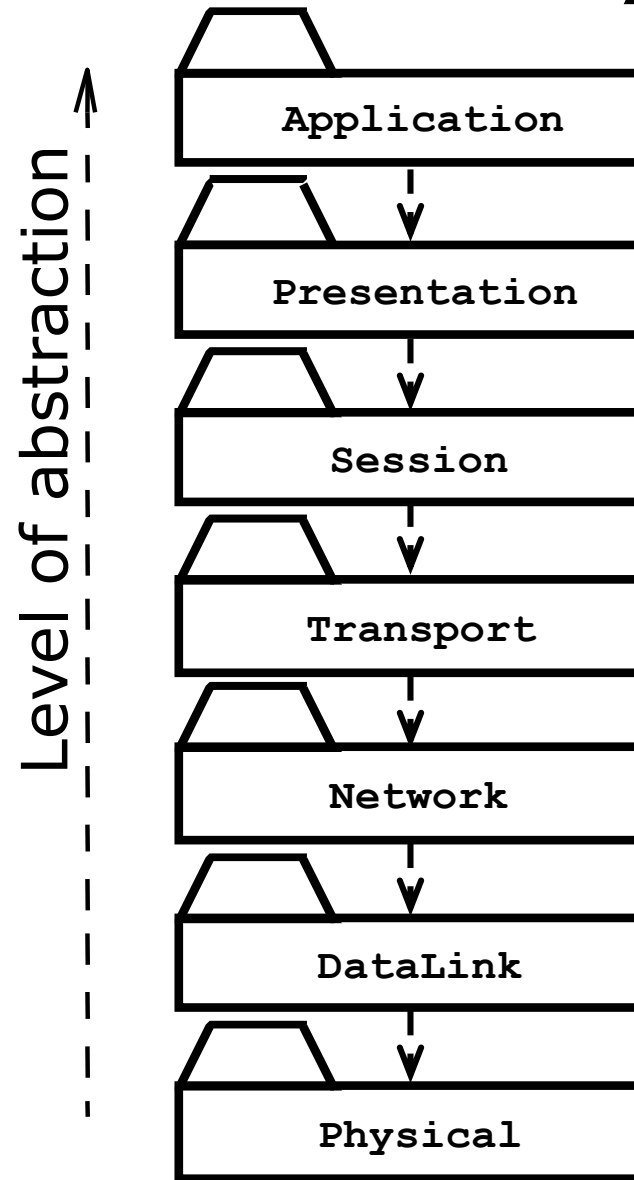 Level of abstraction
Application
Presentation
Session
Transport
Network
DataLink
Physical